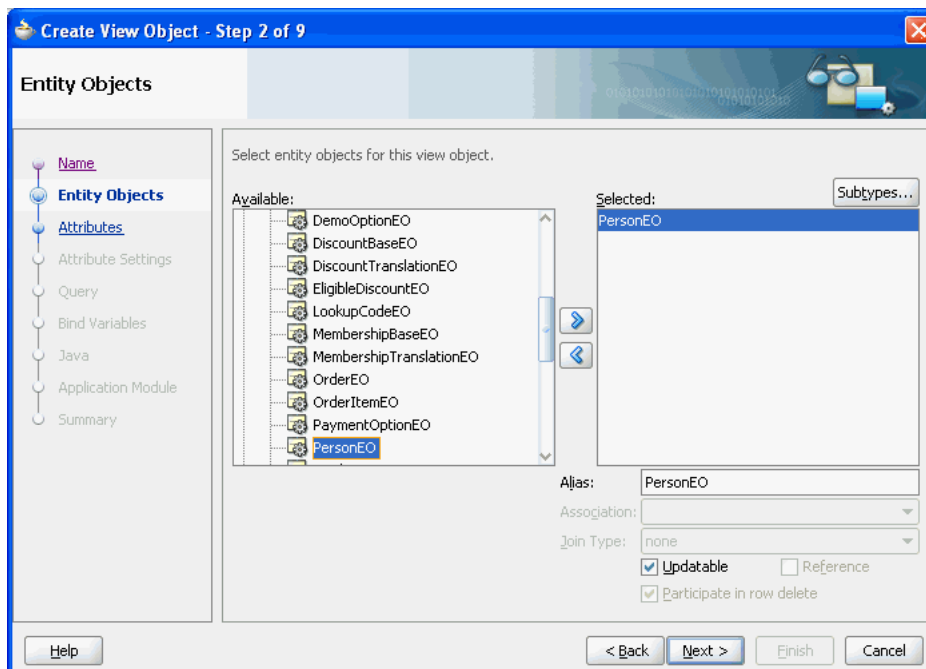 Create View Object - Step 2 of 9
Entity Objects
Name
Entity Objects
Attributes
Attribute Settings
Query
Bind Variables
Java
Application Module
Summary
Select entity objects for this view object.
Available:
DemoOptionEO
DiscountBaseEO
DiscountTranslationEO
EligibleDiscountEO
LookupCodeEO
MembershipBaseEO
MembershipTranslationEO
OrderEO
OrderItemEO
PaymentOptionEO
PersonEO
Selected:
Subtypes...
PersonEO
Alias: PersonEO
Association:
Join Type: none
Updatable Reference
Participate in row delete
Help < Back Next > Finish Cancel